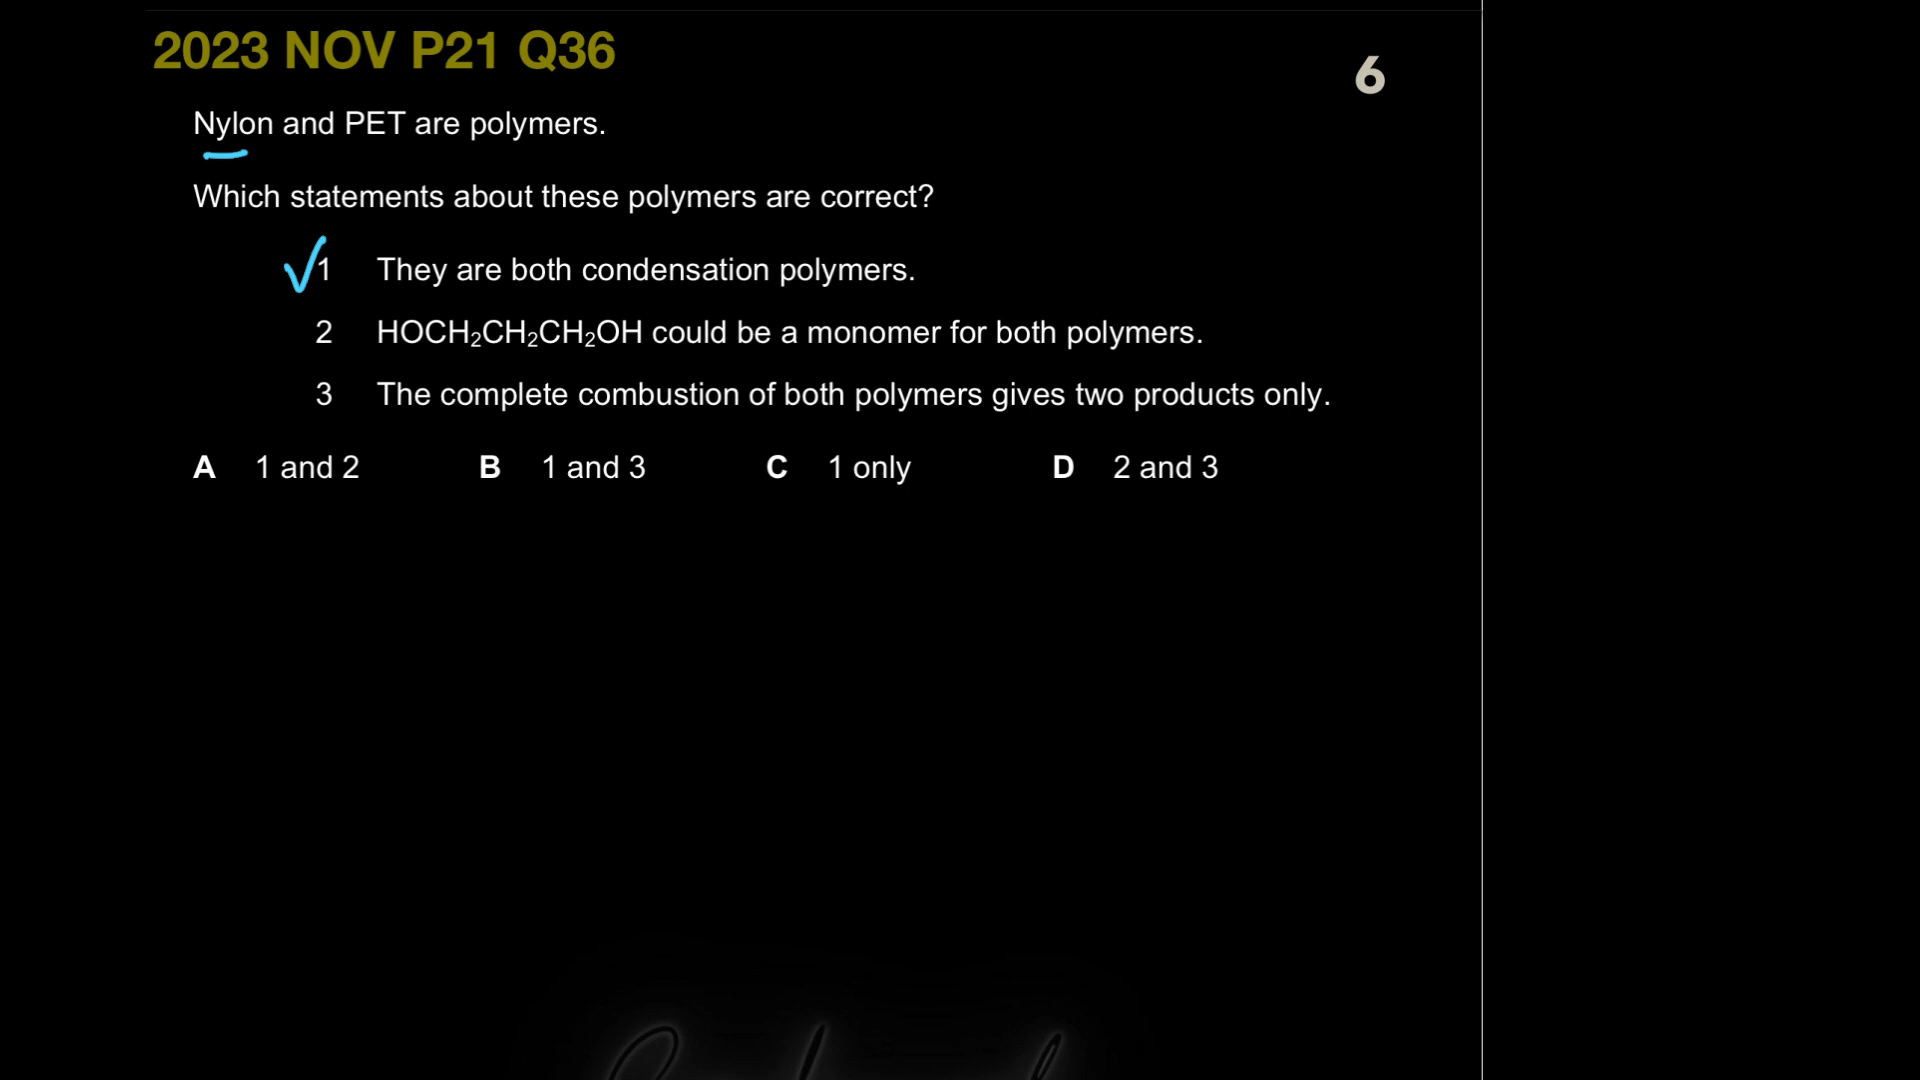 2023 NOV P21 Q36
6
Nylon and PET are polymers.
Which statements about these polymers are correct?
1 They are both condensation polymers.
2 HOCH₂CH₂CH₂OH could be a monomer for both polymers.
3 The complete combustion of both polymers gives two products only.
A 1 and 2 B 1 and 3 C 1 only D 2 and 3